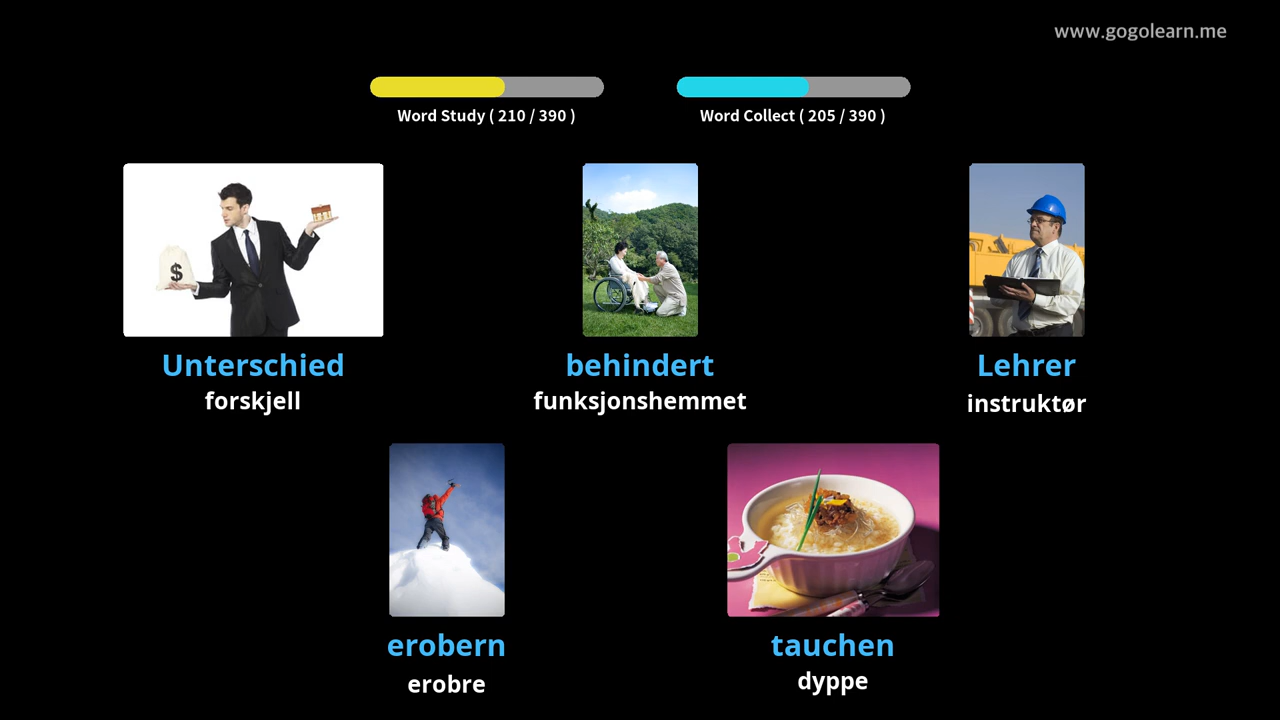 www.gogolearn.me
Word Study ( 210 / 390 )
Word Collect ( 205 / 390 )
$
Unterschied
forskjell
behindert
funksjonshemmet
Lehrer
instruktør
erobern
erobre
tauchen
dyppe